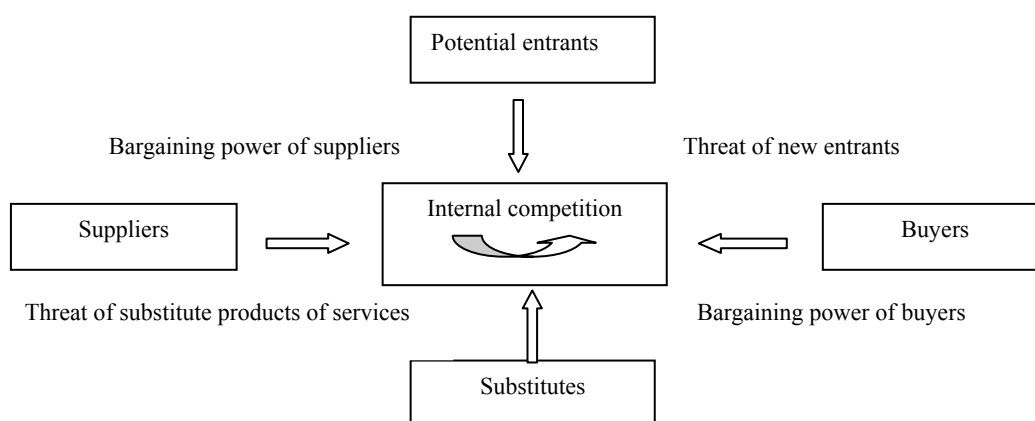 Potential entrants
Bargaining power of suppliers
Threat of new entrants
Internal competition
Suppliers
Buyers
Threat of substitute products of services
Bargaining power of buyers
Substitutes